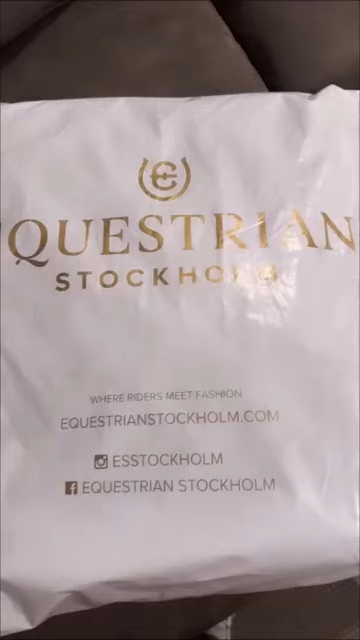 EQUESTRIAN
STOCKHOLM
WHERE RIDERS MEET FASHION
EQUESTRIANSTOCKHOLM.COM
ESSTOCKHOLM
EQUESTRIAN STOCKHOLM